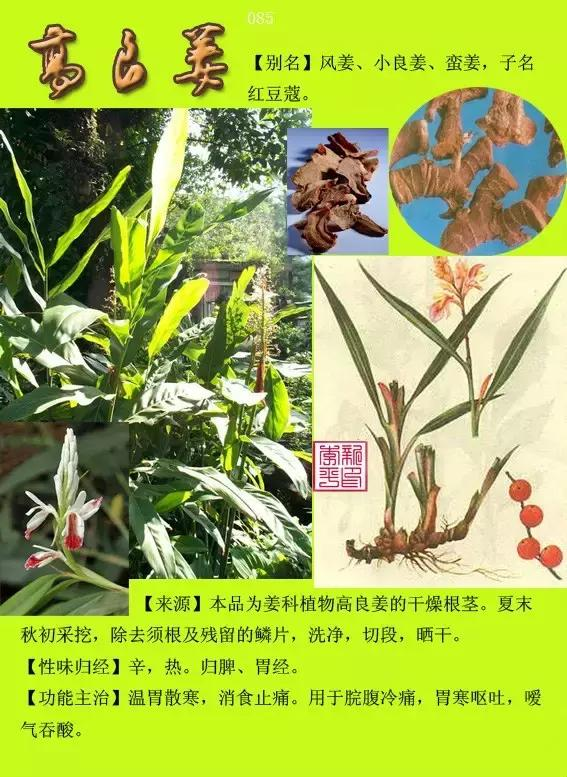 085
高良姜
【别名】风姜、小良姜、蛮姜，子名
红豆蔻。
【来源】本品为姜科植物高良姜的干燥根茎。夏末
秋初采挖，除去须根及残留的鳞片，洗净，切段，晒干。
【性味归经】辛，热。归脾、胃经。
【功能主治】温胃散寒，消食止痛。用于脘腹冷痛，胃寒呕吐，嗳
气吞酸。